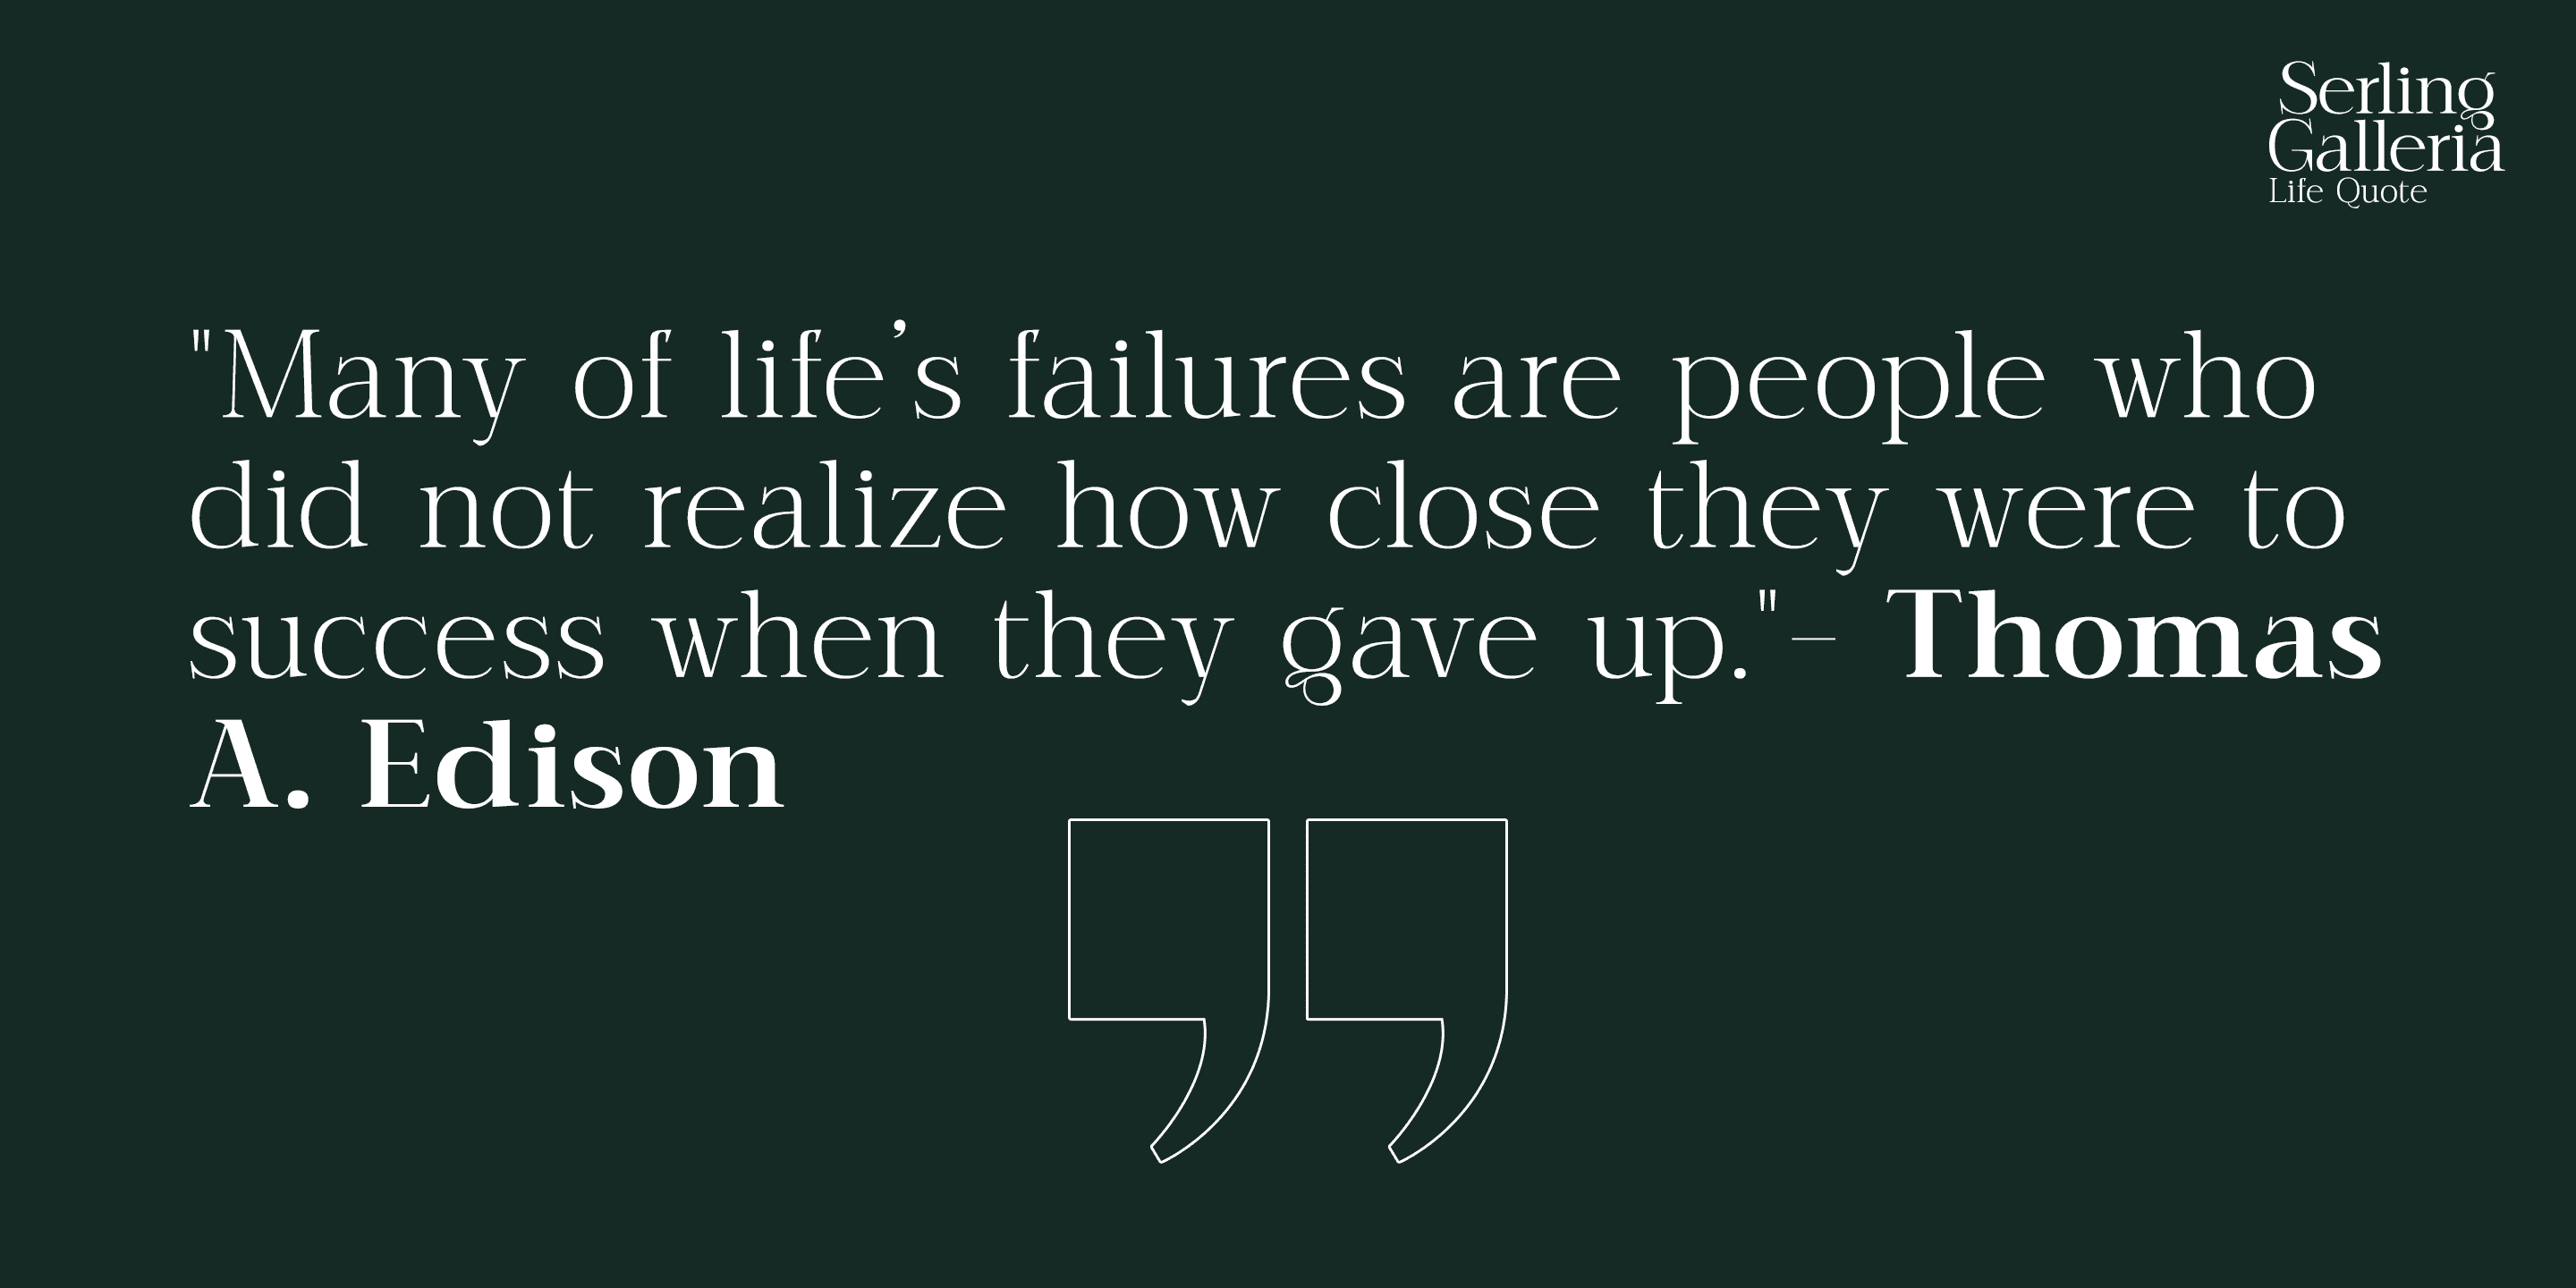 Serling
Galleria
Life Quote
"Many of life's failures are people who
did not realize how close they were to
success when they gave up."- Thomas
A. Edison